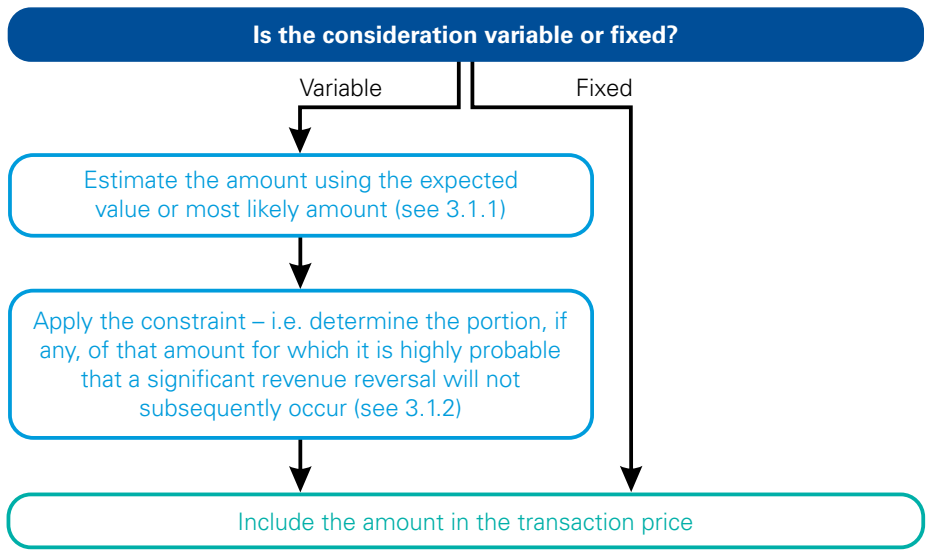 Is the consideration variable or fixed?
Variable
Fixed
Estimate the amount using the expected
value or most likely amount (see 3.1.1)
Apply the constraint – i.e. determine the portion, if
any, of that amount for which it is highly probable
that a significant revenue reversal will not
subsequently occur (see 3.1.2)
Include the amount in the transaction price